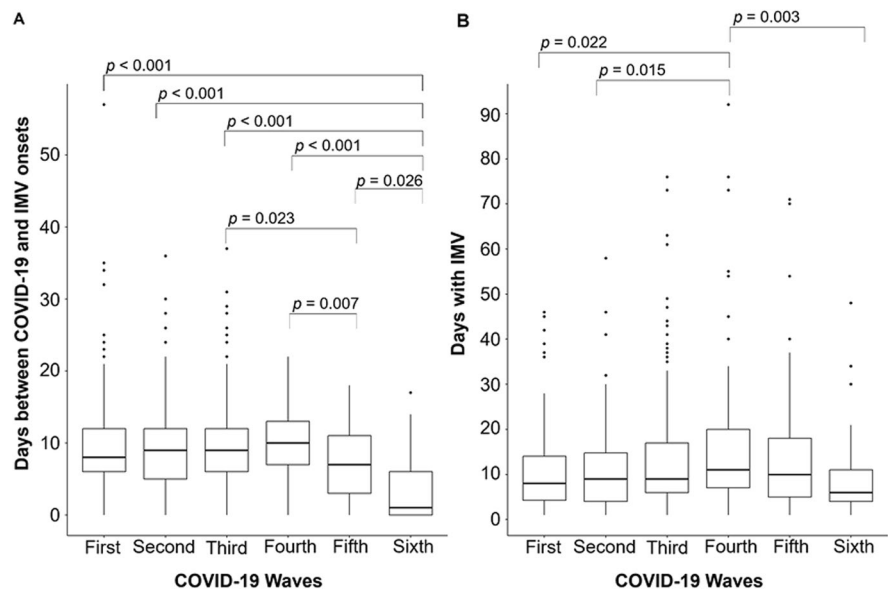 A
p < 0.001
p < 0.001
p < 0.001
p < 0.001
p = 0.026
p = 0.023
p = 0.007
Days between COVID-19 and IMV onsets
50
40
30
20
10
0
First Second Third Fourth Fifth Sixth
COVID-19 Waves
B
p = 0.003
p = 0.022
p = 0.015
Days with IMV
90
80
70
60
50
40
30
20
10
0
First Second Third Fourth Fifth Sixth
COVID-19 Waves